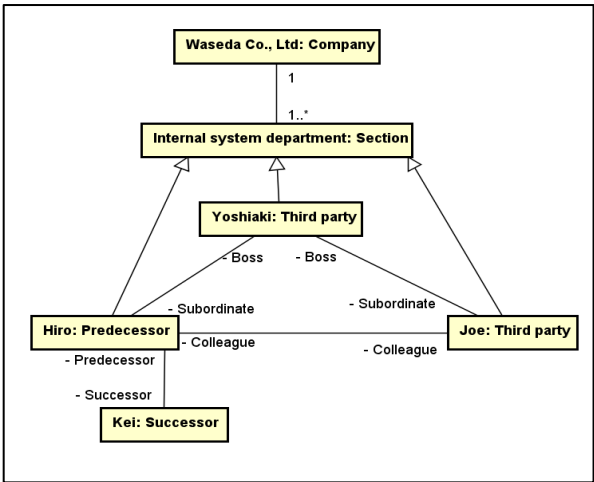 Waseda Co., Ltd: Company
1
1..*
Internal system department: Section
Yoshiaki: Third party
- Boss
- Boss
- Subordinate
- Subordinate
Hiro: Predecessor
Joe: Third party
- Colleague
- Colleague
- Predecessor
- Successor
Kei: Successor